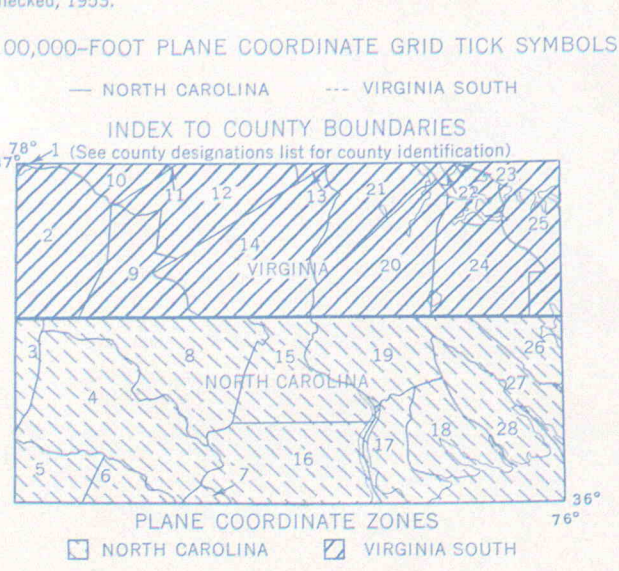 hecked, 1953.
00,000–FOOT PLANE COORDINATE GRID TICK SYMBOLS
— NORTH CAROLINA --- VIRGINIA SOUTH
INDEX TO COUNTY BOUNDARIES
78° 1 (See county designations list for county identification)
7°
10 11 12 13 21 22 23
2 25
14
9 VIRGINIA 20 24
3 8 15 19 26
NORTH CAROLINA 27
4
5 6 7 16 17 18 28
36°
76°
PLANE COORDINATE ZONES
NORTH CAROLINA VIRGINIA SOUTH